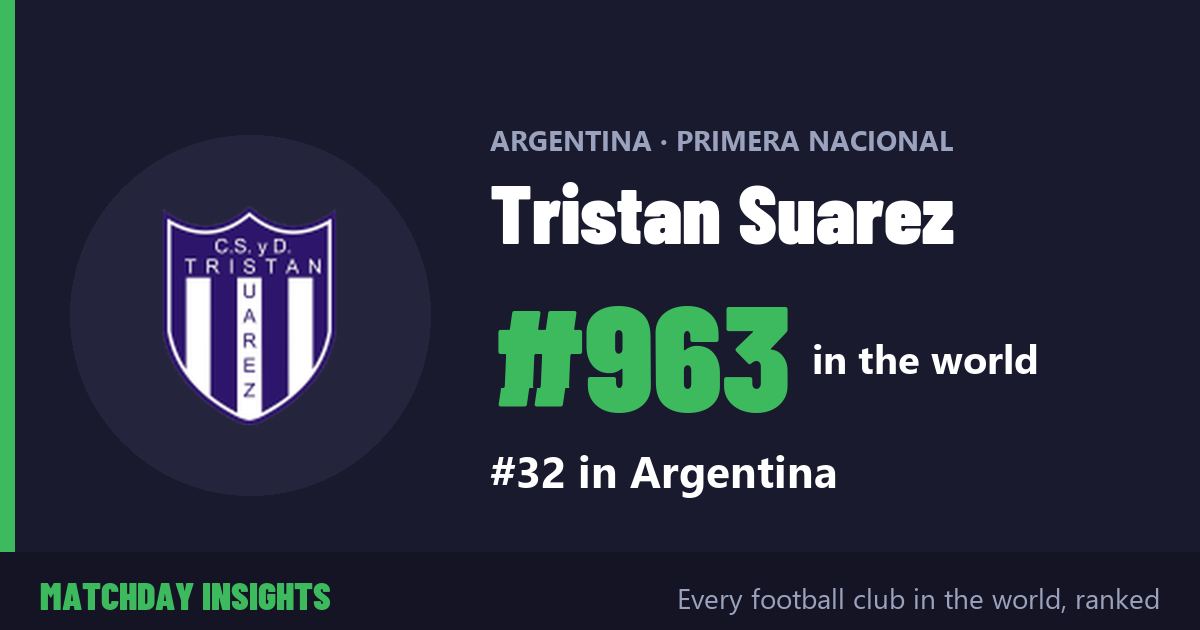 C.S. y D.
TRISTAN
SUAREZ
ARGENTINA · PRIMERA NACIONAL
Tristan Suarez
#963 in the world
#32 in Argentina
MATCHDAY INSIGHTS
Every football club in the world, ranked